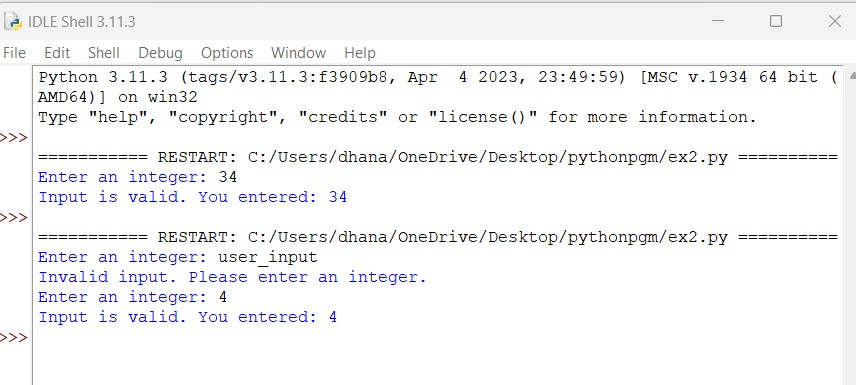 IDLE Shell 3.11.3
File Edit Shell Debug Options Window Help
Python 3.11.3 (tags/v3.11.3:f3909b8, Apr  4 2023, 23:49:59) [MSC v.1934 64 bit (
AMD64)] on win32
Type "help", "copyright", "credits" or "license()" for more information.
>>>
=========== RESTART: C:/Users/dhana/OneDrive/Desktop/pythonpgm/ex2.py ==========
Enter an integer: 34
Input is valid. You entered: 34
>>>
=========== RESTART: C:/Users/dhana/OneDrive/Desktop/pythonpgm/ex2.py ==========
Enter an integer: user_input
Invalid input. Please enter an integer.
Enter an integer: 4
Input is valid. You entered: 4
>>>